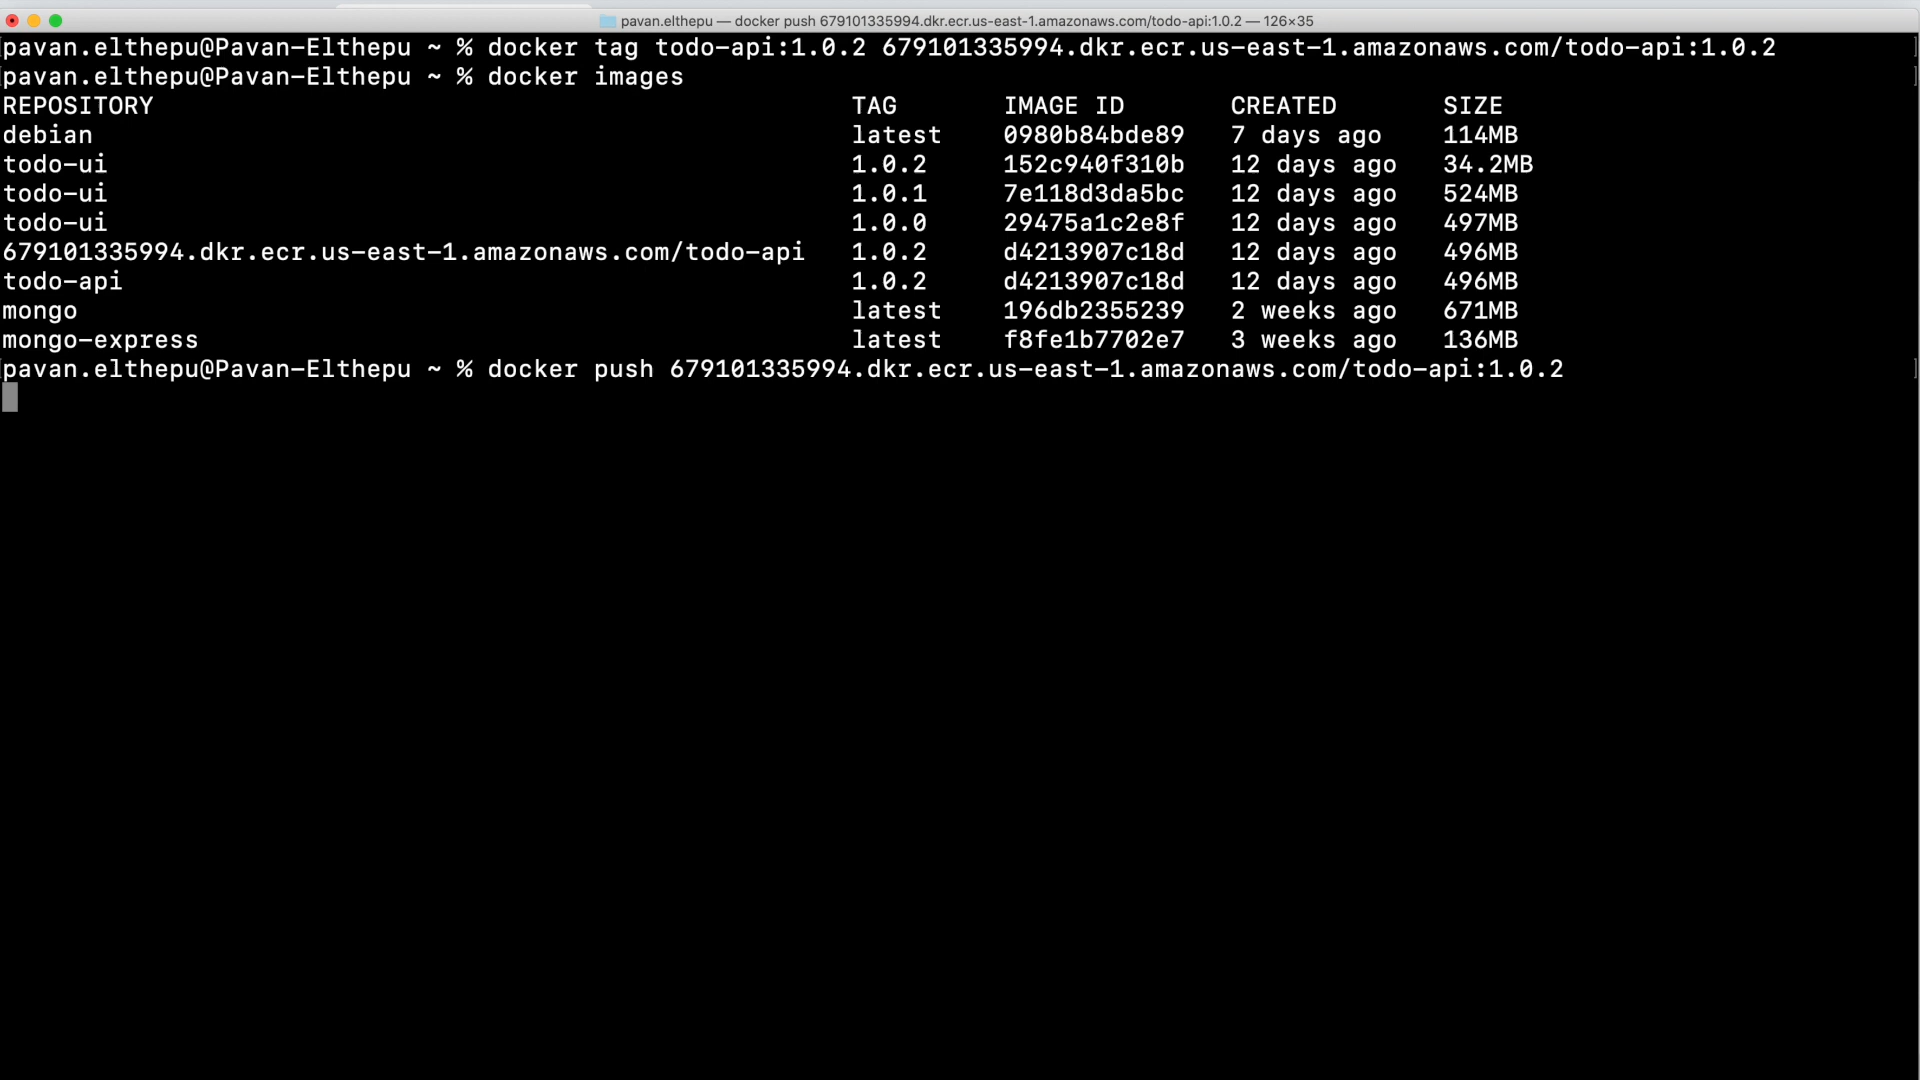 pavan.elthepu — docker push 679101335994.dkr.ecr.us-east-1.amazonaws.com/todo-api:1.0.2 — 126×35
pavan.elthepu@Pavan-Elthepu ~ % docker tag todo-api:1.0.2 679101335994.dkr.ecr.us-east-1.amazonaws.com/todo-api:1.0.2
pavan.elthepu@Pavan-Elthepu ~ % docker images
REPOSITORY TAG IMAGE ID CREATED SIZE
debian latest 0980b84bde89 7 days ago 114MB
todo-ui 1.0.2 152c940f310b 12 days ago 34.2MB
todo-ui 1.0.1 7e118d3da5bc 12 days ago 524MB
todo-ui 1.0.0 29475a1c2e8f 12 days ago 497MB
679101335994.dkr.ecr.us-east-1.amazonaws.com/todo-api 1.0.2 d4213907c18d 12 days ago 496MB
todo-api 1.0.2 d4213907c18d 12 days ago 496MB
mongo latest 196db2355239 2 weeks ago 671MB
mongo-express latest f8fe1b7702e7 3 weeks ago 136MB
pavan.elthepu@Pavan-Elthepu ~ % docker push 679101335994.dkr.ecr.us-east-1.amazonaws.com/todo-api:1.0.2